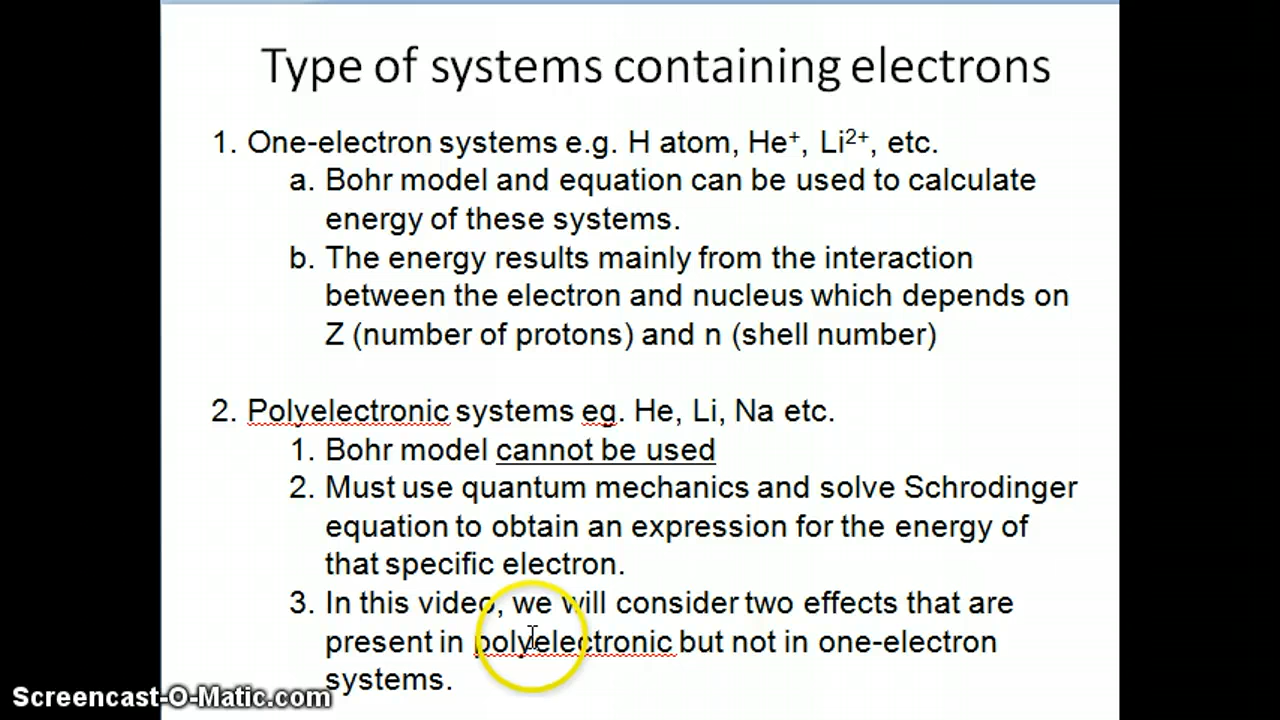 Type of systems containing electrons
1. One-electron systems e.g. H atom, He⁺, Li²⁺, etc.
a. Bohr model and equation can be used to calculate
energy of these systems.
b. The energy results mainly from the interaction
between the electron and nucleus which depends on
Z (number of protons) and n (shell number)
2. Polyelectronic systems eg. He, Li, Na etc.
1. Bohr model cannot be used
2. Must use quantum mechanics and solve Schrodinger
equation to obtain an expression for the energy of
that specific electron.
3. In this video, we will consider two effects that are
present in polyelectronic but not in one-electron
systems.
Screencast-O-Matic.com